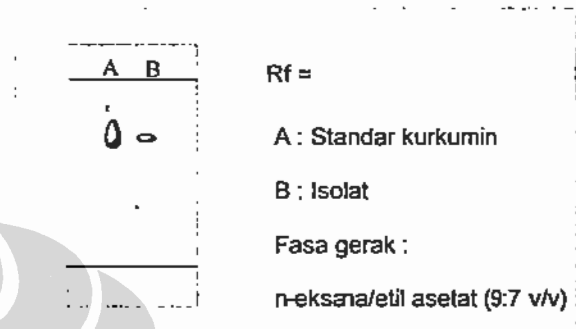 A B
Rf =
A : Standar kurkumin
B : Isolat
Fasa gerak :
n-eksana/etil asetat (9:7 v/v)